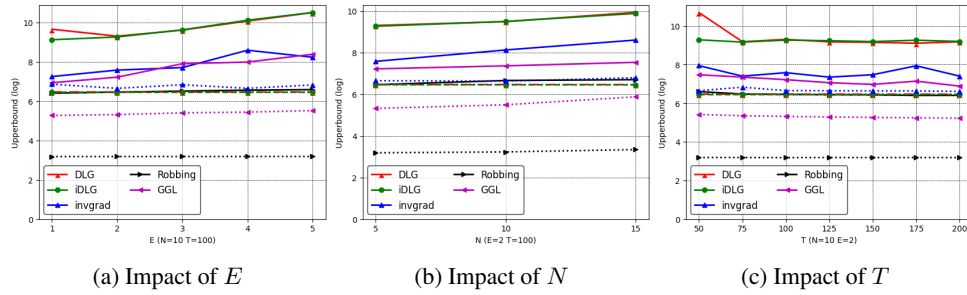 Upperbound (log)
10
8
6
4
2
0
DLG
iDLG
invgrad
Robbing
GGL
1
2
3
4
5
E (N=10 T=100)
(a) Impact of E
Upperbound (log)
10
8
6
4
2
0
DLG
iDLG
invgrad
Robbing
GGL
5
10
15
N (E=2 T=100)
(b) Impact of N
Upperbound (log)
10
8
6
4
2
0
DLG
iDLG
invgrad
Robbing
GGL
50
75
100
125
150
175
200
T (N=10 E=2)
(c) Impact of T